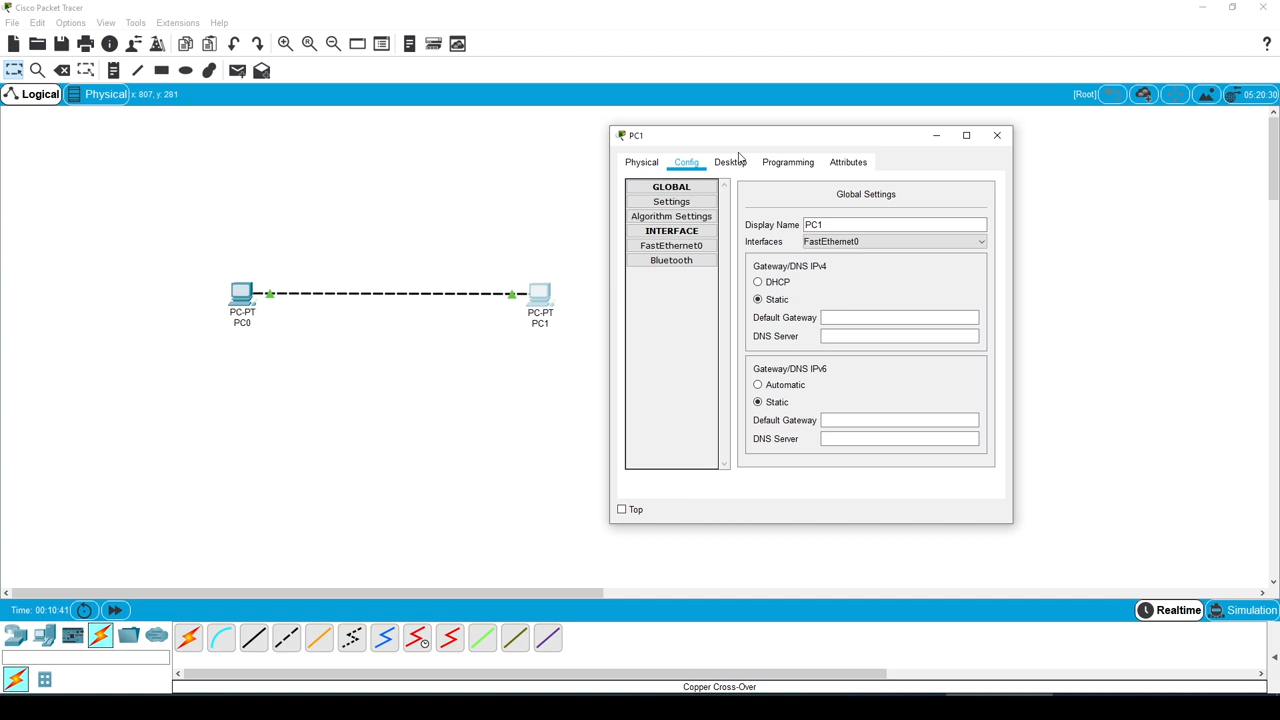 Cisco Packet Tracer
File Edit Options View Tools Extensions Help
?
Logical Physical x: 807, y: 281 [Root] 05:20:30
PC1
Physical Config Desktop Programming Attributes
GLOBAL
Settings
Algorithm Settings
INTERFACE
FastEthernet0
Bluetooth
Global Settings
Display Name PC1
Interfaces FastEthernet0
Gateway/DNS IPv4
DHCP
Static
Default Gateway
DNS Server
Gateway/DNS IPv6
Automatic
Static
Default Gateway
DNS Server
Top
PC-PT
PC0
PC-PT
PC1
Time: 00:10:41 Realtime Simulation
Copper Cross-Over